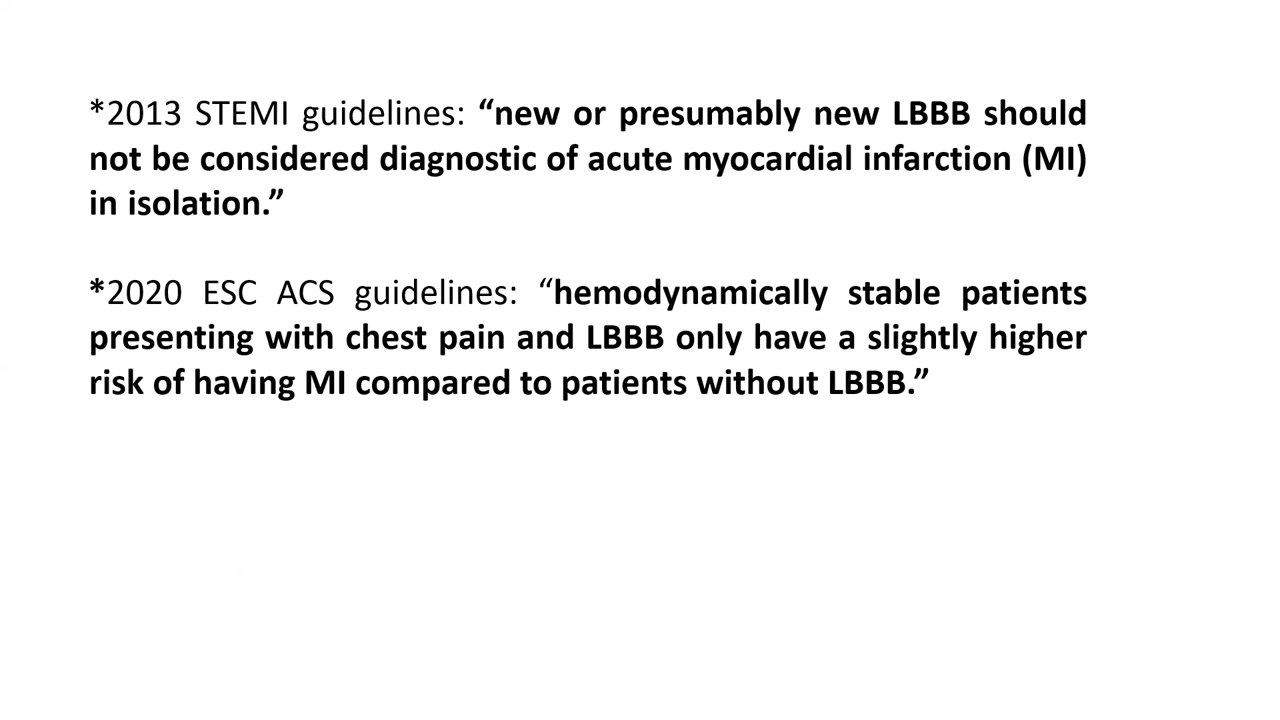 *2013 STEMI guidelines: “new or presumably new LBBB should
not be considered diagnostic of acute myocardial infarction (MI)
in isolation.”
*2020 ESC ACS guidelines: “hemodynamically stable patients
presenting with chest pain and LBBB only have a slightly higher
risk of having MI compared to patients without LBBB.”